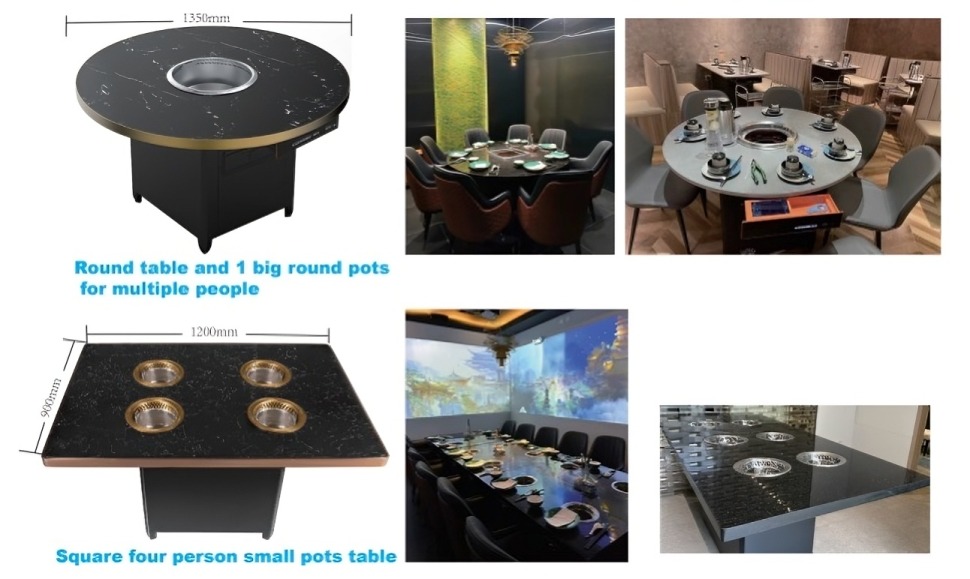 1350mm
Round table and 1 big round pots
for multiple people
1200mm
900mm
Square four person small pots table